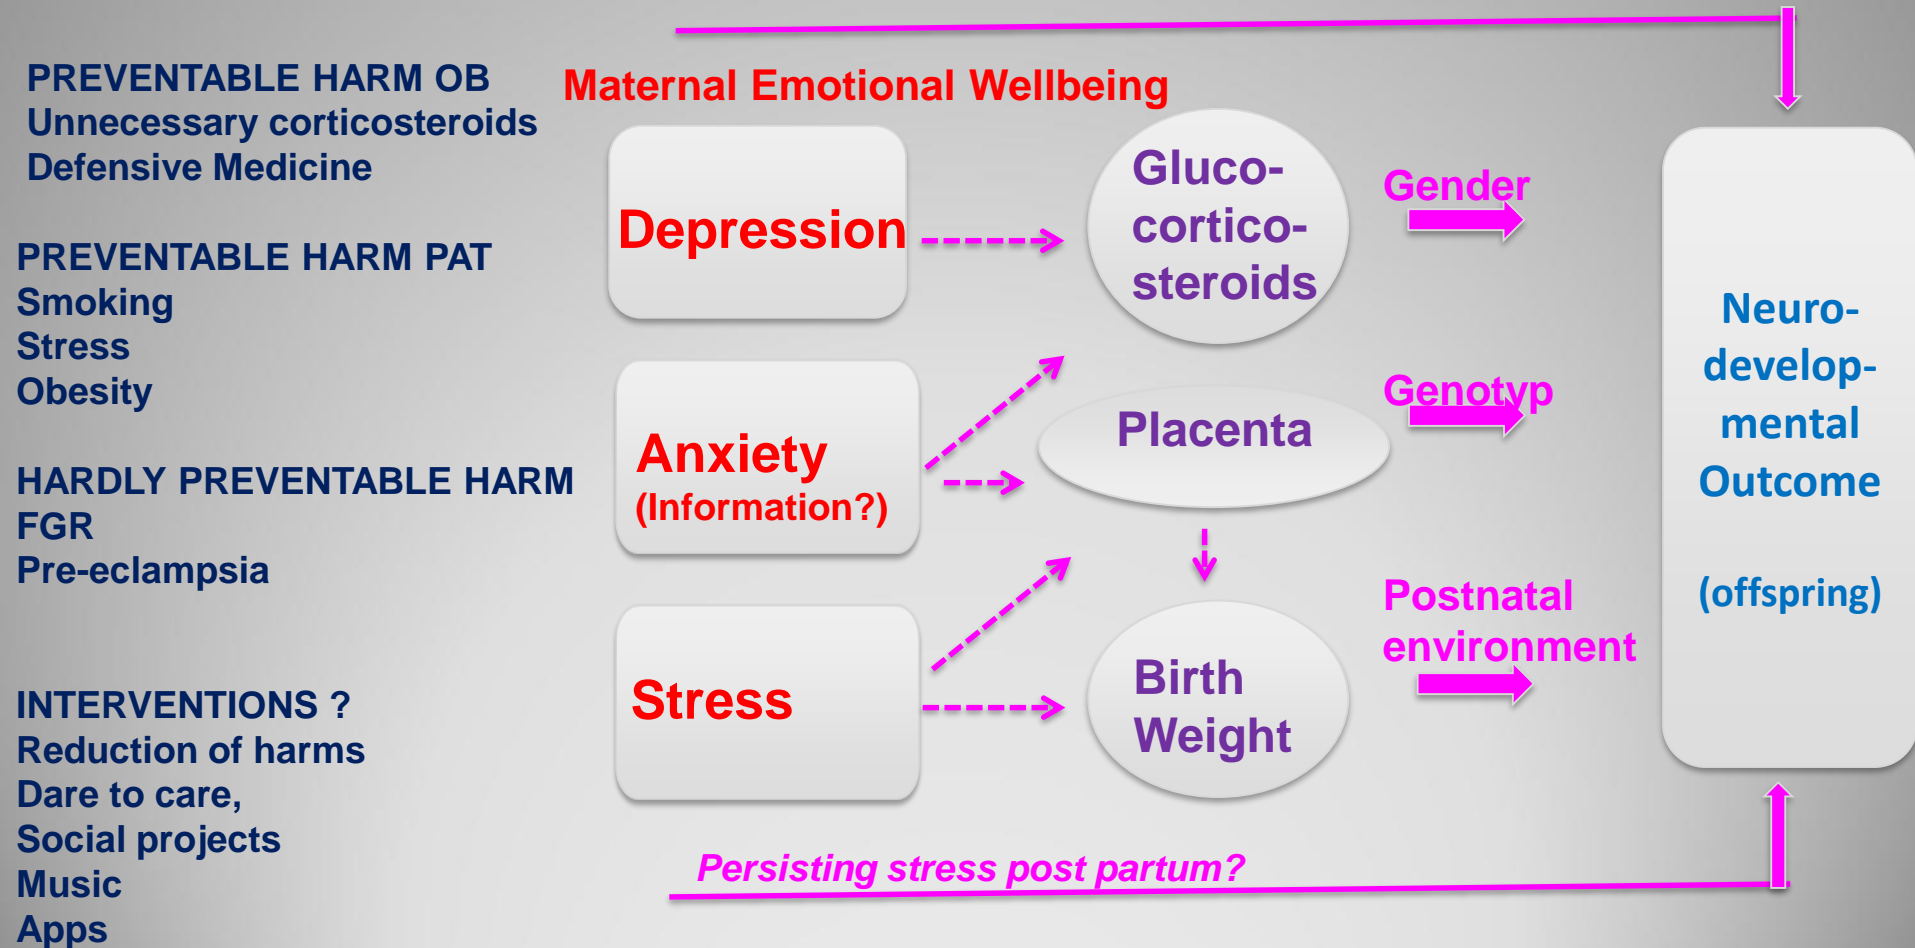 PREVENTABLE HARM OB
Unnecessary corticosteroids
Defensive Medicine
PREVENTABLE HARM PAT
Smoking
Stress
Obesity
HARDLY PREVENTABLE HARM
FGR
Pre-eclampsia
INTERVENTIONS ?
Reduction of harms
Dare to care,
Social projects
Music
Apps
Maternal Emotional Wellbeing
Depression
Anxiety
(Information?)
Stress
Gluco-
cortico-
steroids
Placenta
Birth
Weight
Gender
Genotyp
Postnatal
environment
Neuro-
develop-
mental
Outcome
(offspring)
Persisting stress post partum?